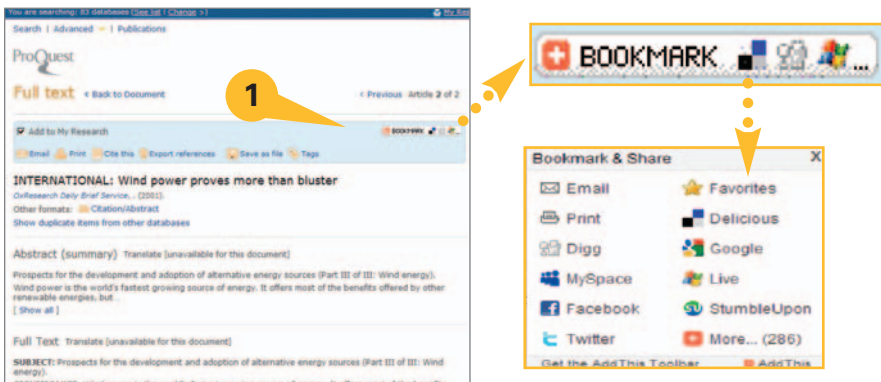 You are searching: 83 databases (See list | Change >)
My Res
Search | Advanced | Publications
ProQuest
Full text < Back to Document
1
< Previous Article 2 of 2
Add to My Research
BOOKMARK
Email Print Cite this Export references Save as file Tags
INTERNATIONAL: Wind power proves more than bluster
OxResearch Daily Brief Service, . (2001).
Other formats: Citation/Abstract
Show duplicate items from other databases
Abstract (summary) Translate [unavailable for this document]
Prospects for the development and adoption of alternative energy sources (Part III of III: Wind energy).
Wind power is the world's fastest growing source of energy. It offers most of the benefits offered by other
renewable energies, but...
[ Show all ]
Full Text Translate [unavailable for this document]
SUBJECT: Prospects for the development and adoption of alternative energy sources (Part III of III: Wind
energy).
BOOKMARK ...
Bookmark & Share X
Email Favorites
Print Delicious
Digg Google
MySpace Live
Facebook StumbleUpon
Twitter More... (286)
Get the AddThis Toolbar AddThis